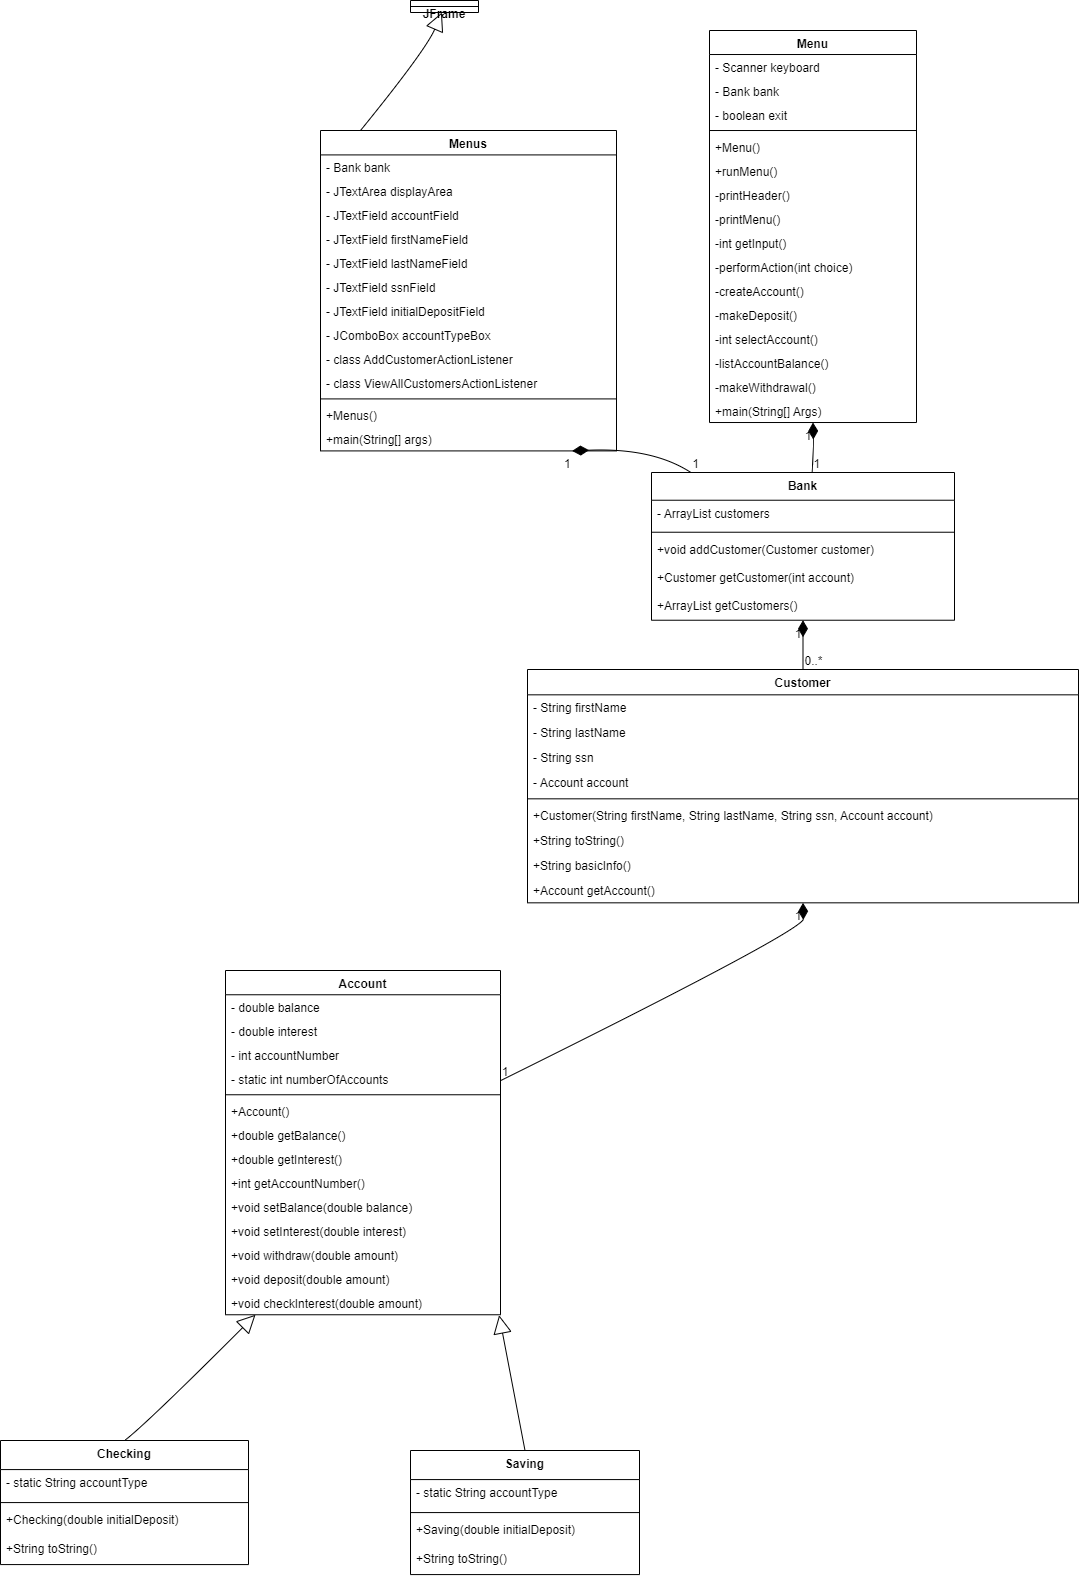 JFrame
Menu
- Scanner keyboard
- Bank bank
- boolean exit
+Menu()
+runMenu()
-printHeader()
-printMenu()
-int getInput()
-performAction(int choice)
-createAccount()
-makeDeposit()
-int selectAccount()
-listAccountBalance()
-makeWithdrawal()
+main(String[] Args)
1
1
Menus
- Bank bank
- JTextArea displayArea
- JTextField accountField
- JTextField firstNameField
- JTextField lastNameField
- JTextField ssnField
- JTextField initialDepositField
- JComboBox accountTypeBox
- class AddCustomerActionListener
- class ViewAllCustomersActionListener
+Menus()
+main(String[] args)
1
1
Bank
- ArrayList customers
+void addCustomer(Customer customer)
+Customer getCustomer(int account)
+ArrayList getCustomers()
1
0..*
Customer
- String firstName
- String lastName
- String ssn
- Account account
+Customer(String firstName, String lastName, String ssn, Account account)
+String toString()
+String basicInfo()
+Account getAccount()
1
1
Account
- double balance
- double interest
- int accountNumber
- static int numberOfAccounts
+Account()
+double getBalance()
+double getInterest()
+int getAccountNumber()
+void setBalance(double balance)
+void setInterest(double interest)
+void withdraw(double amount)
+void deposit(double amount)
+void checkInterest(double amount)
Checking
- static String accountType
+Checking(double initialDeposit)
+String toString()
Saving
- static String accountType
+Saving(double initialDeposit)
+String toString()